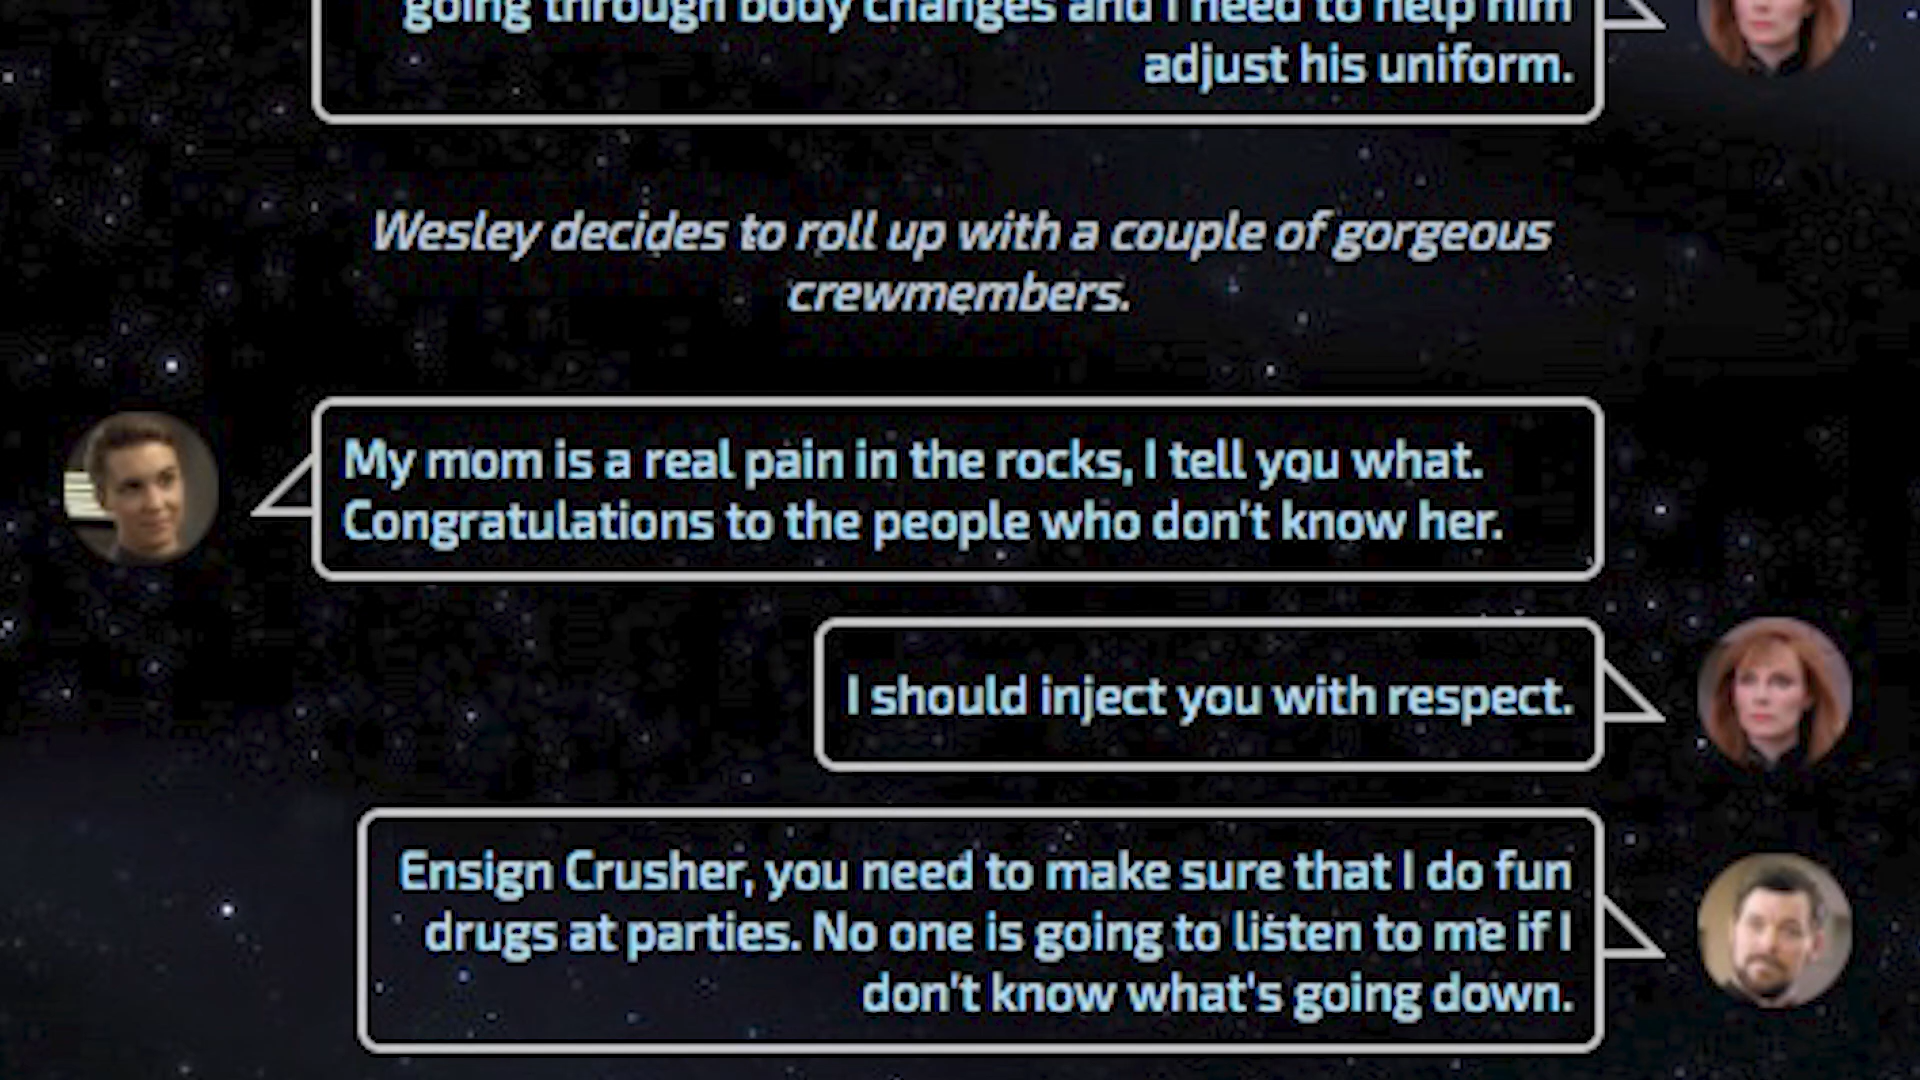 going through body changes and I need to help him
adjust his uniform.
Wesley decides to roll up with a couple of gorgeous
crewmembers.
My mom is a real pain in the rocks, I tell you what.
Congratulations to the people who don't know her.
I should inject you with respect.
Ensign Crusher, you need to make sure that I do fun
drugs at parties. No one is going to listen to me if I
don't know what's going down.